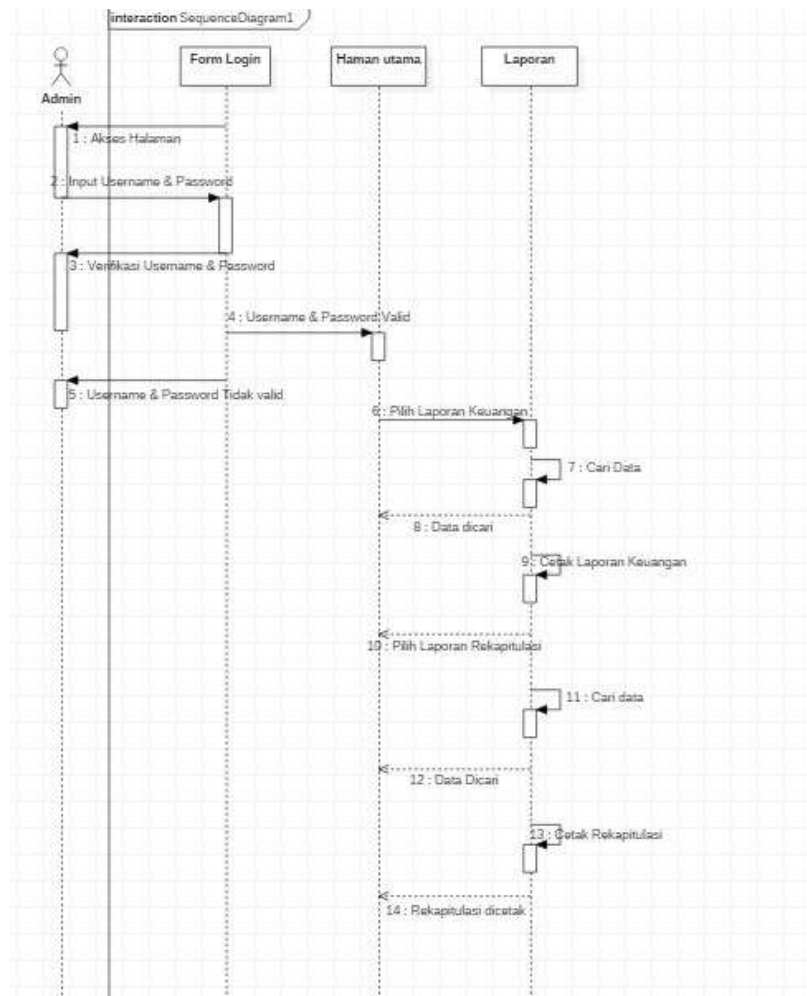 interaction SequenceDiagram1
Form Login
Haman utama
Laporan
Admin
1 : Akses Halaman
2 : Input Username & Password
3 : Verifikasi Username & Password
4 : Username & Password Valid
5 : Username & Password Tidak valid
6 : Pilih Laporan Keuangan
7 : Cari Data
8 : Data dicari
9 : Cetak Laporan Keuangan
10 : Pilih Laporan Rekapitulasi
11 : Cari data
12 : Data Dicari
13 : Cetak Rekapitulasi
14 : Rekapitulasi dicetak